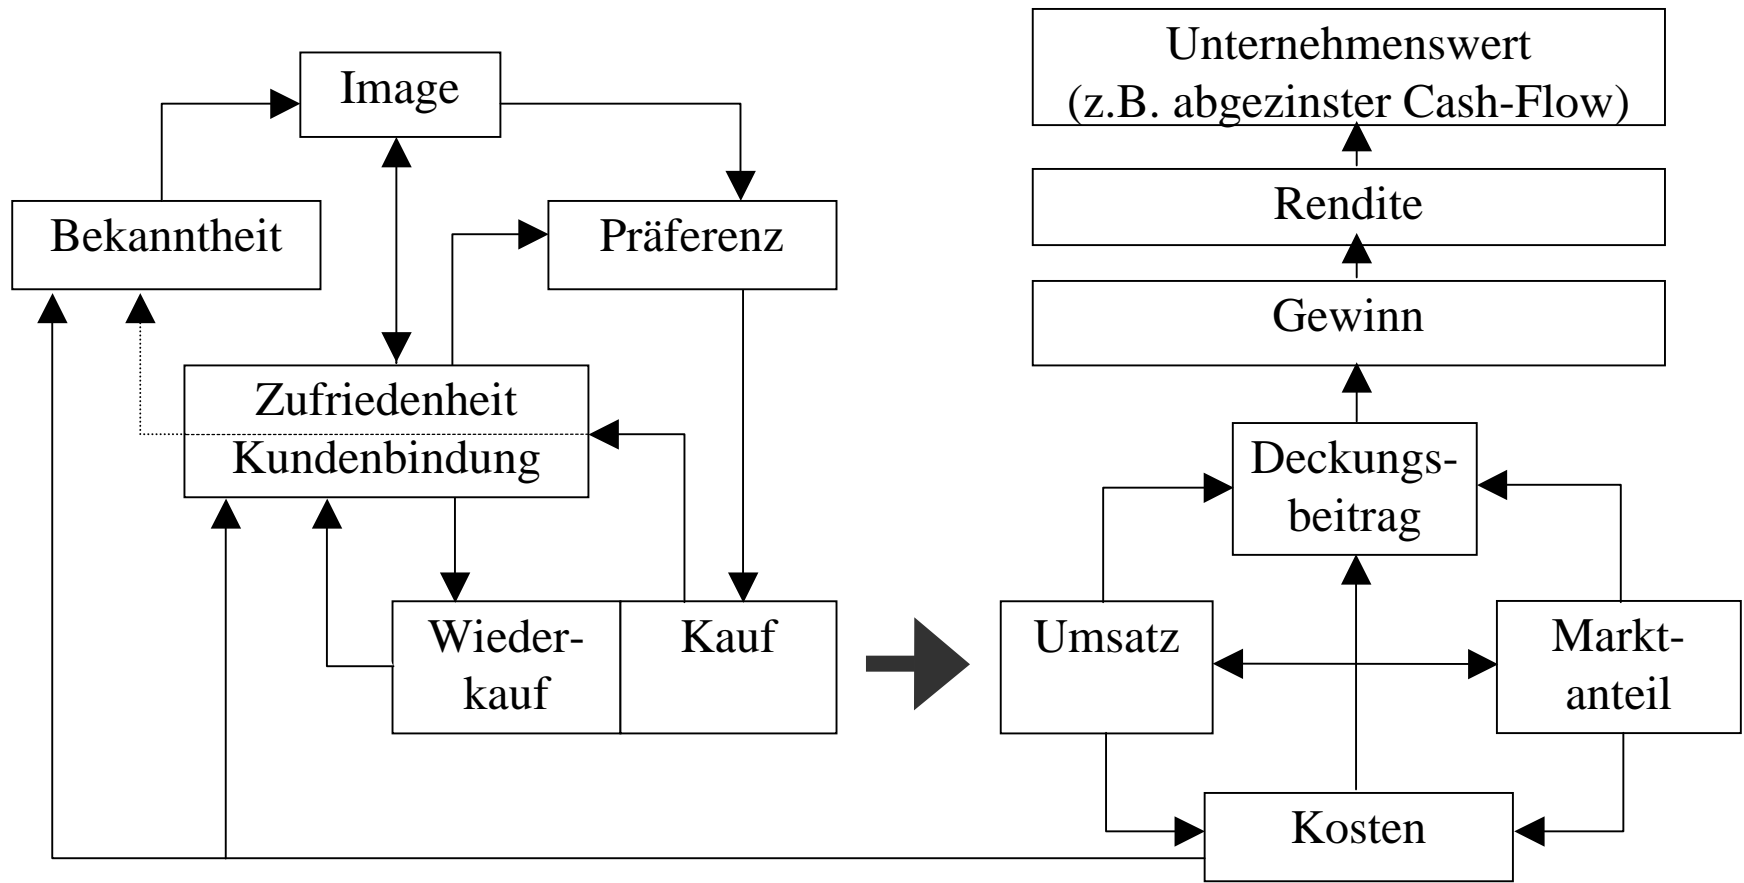 Image
Bekanntheit
Präferenz
Zufriedenheit
Kundenbindung
Wieder-
kauf
Kauf
Unternehmenswert
(z.B. abgezinster Cash-Flow)
Rendite
Gewinn
Deckungs-
beitrag
Umsatz
Markt-
anteil
Kosten